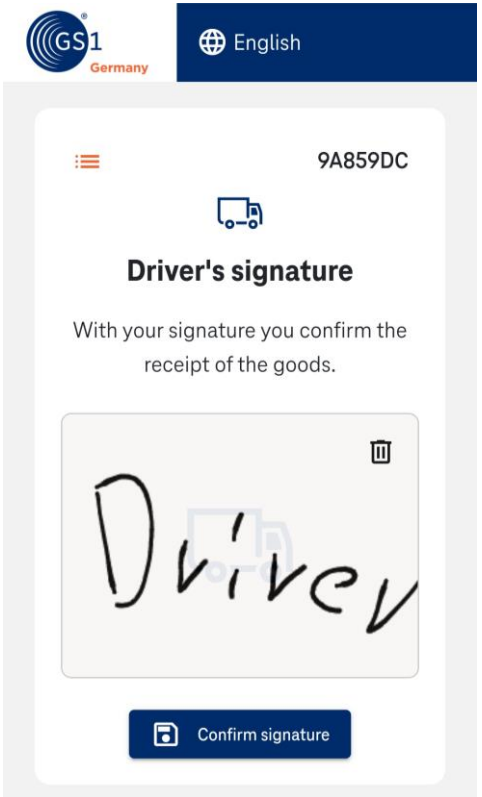 GS1
Germany
English
9A859DC
Driver's signature
With your signature you confirm the
receipt of the goods.
Driver
Confirm signature